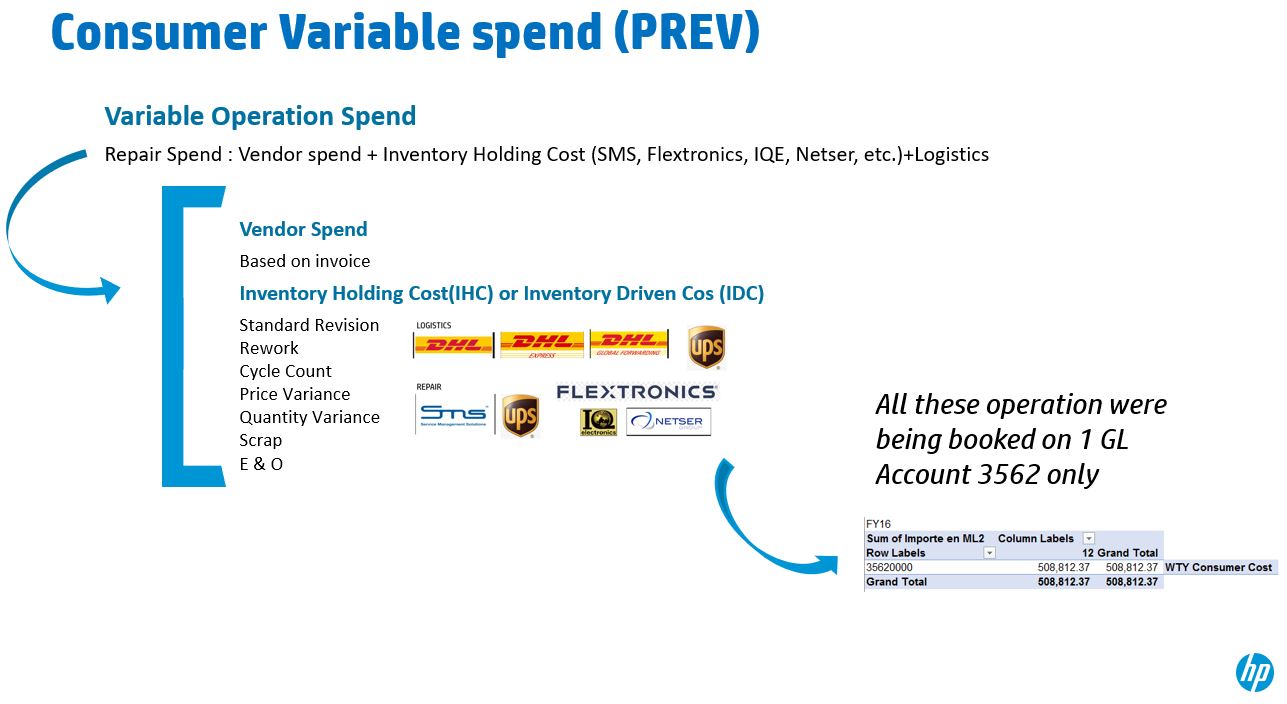 Consumer Variable spend (PREV)
Variable Operation Spend
Repair Spend : Vendor spend + Inventory Holding Cost (SMS, Flextronics, IQE, Netser, etc.)+Logistics
Vendor Spend
Based on invoice
Inventory Holding Cost(IHC) or Inventory Driven Cos (IDC)
Standard Revision
Rework
Cycle Count
Price Variance
Quantity Variance
Scrap
E & O
LOGISTICS
DHL
DHL
EXPRESS
DHL
GLOBAL FORWARDING
ups
REPAIR
sms
Service Management Solutions
ups
FLEXTRONICS
IQ
electronics
NETSER
GROUP
All these operation were
being booked on 1 GL
Account 3562 only
FY16
Sum of Importe en ML2 Column Labels
Row Labels 12 Grand Total
35620000 508,812.37 508,812.37 WTY Consumer Cost
Grand Total 508,812.37 508,812.37
hp